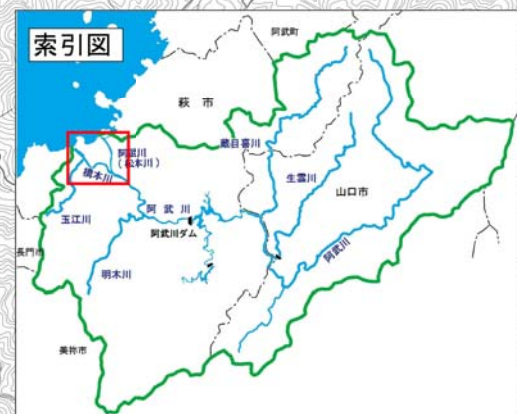 索引図
阿武町
萩市
蔵目喜川
阿武川
(松本川)
橋本川
生雲川
山口市
玉江川
阿武川
阿武川ダム
阿武川
長門市
明木川
美祢市